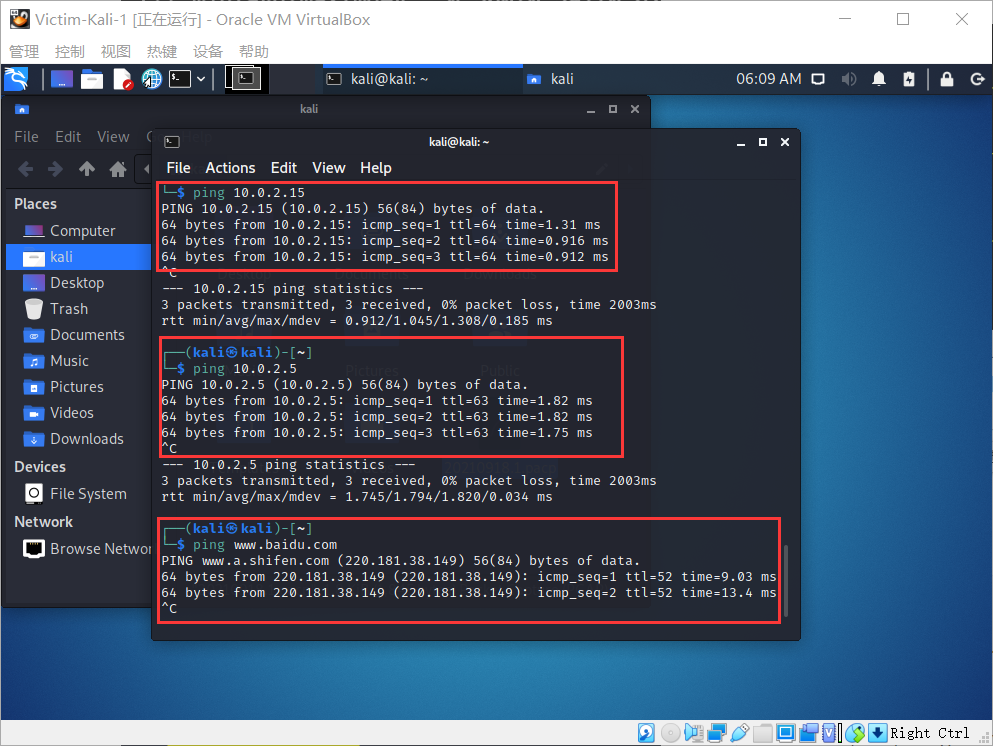 Victim-Kali-1 [正在运行] - Oracle VM VirtualBox
管理 控制 视图 热键 设备 帮助
kali@kali: ~ kali 06:09 AM
kali
File Edit View
kali@kali: ~
File Actions Edit View Help
Places
Computer
kali
Desktop
Trash
Documents
Music
Pictures
Videos
Downloads
Devices
File System
Network
Browse Networ
└─$ ping 10.0.2.15
PING 10.0.2.15 (10.0.2.15) 56(84) bytes of data.
64 bytes from 10.0.2.15: icmp_seq=1 ttl=64 time=1.31 ms
64 bytes from 10.0.2.15: icmp_seq=2 ttl=64 time=0.916 ms
64 bytes from 10.0.2.15: icmp_seq=3 ttl=64 time=0.912 ms
^C
--- 10.0.2.15 ping statistics ---
3 packets transmitted, 3 received, 0% packet loss, time 2003ms
rtt min/avg/max/mdev = 0.912/1.045/1.308/0.185 ms
┌──(kali㉿kali)-[~]
└─$ ping 10.0.2.5
PING 10.0.2.5 (10.0.2.5) 56(84) bytes of data.
64 bytes from 10.0.2.5: icmp_seq=1 ttl=63 time=1.82 ms
64 bytes from 10.0.2.5: icmp_seq=2 ttl=63 time=1.82 ms
64 bytes from 10.0.2.5: icmp_seq=3 ttl=63 time=1.75 ms
^C
--- 10.0.2.5 ping statistics ---
3 packets transmitted, 3 received, 0% packet loss, time 2003ms
rtt min/avg/max/mdev = 1.745/1.794/1.820/0.034 ms
┌──(kali㉿kali)-[~]
└─$ ping www.baidu.com
PING www.a.shifen.com (220.181.38.149) 56(84) bytes of data.
64 bytes from 220.181.38.149 (220.181.38.149): icmp_seq=1 ttl=52 time=9.03 ms
64 bytes from 220.181.38.149 (220.181.38.149): icmp_seq=2 ttl=52 time=13.4 ms
^C
Right Ctrl